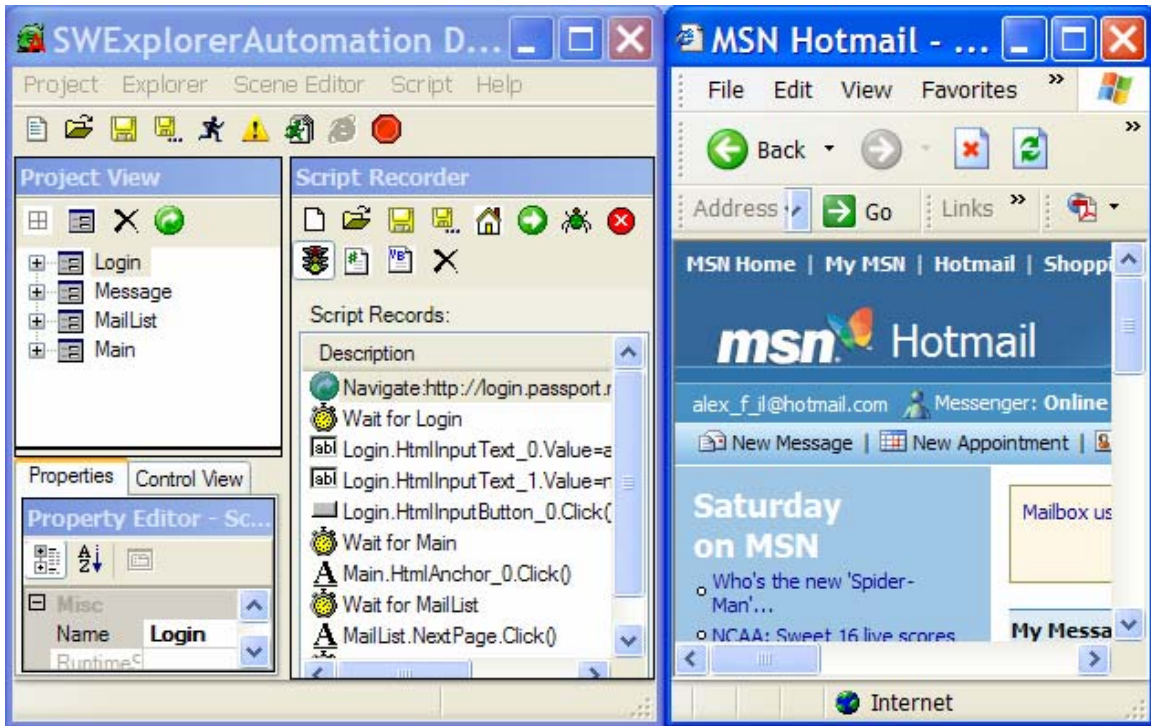 SWExplorerAutomation D...
Project Explorer Scene Editor Script Help
Project View
Login
Message
MailList
Main
Properties Control View
Property Editor - Sc...
Misc
Name Login
Script Recorder
Script Records:
Description
Navigate:http://login.passport.
Wait for Login
Login.HtmlInputText_0.Value=a
Login.HtmlInputText_1.Value=
Login.HtmlInputButton_0.Click(
Wait for Main
Main.HtmlAnchor_0.Click()
Wait for MailList
MailList.NextPage.Click()
MSN Hotmail - ...
File Edit View Favorites »
Back »
Address Go Links »
MSN Home | My MSN | Hotmail | Shoppi
msn Hotmail
alex_f_il@hotmail.com Messenger: Online
New Message | New Appointment |
Saturday
on MSN
Who's the new 'Spider-
Man'...
NCAA: Sweet 16 live scores
Mailbox us
My Messa
Internet